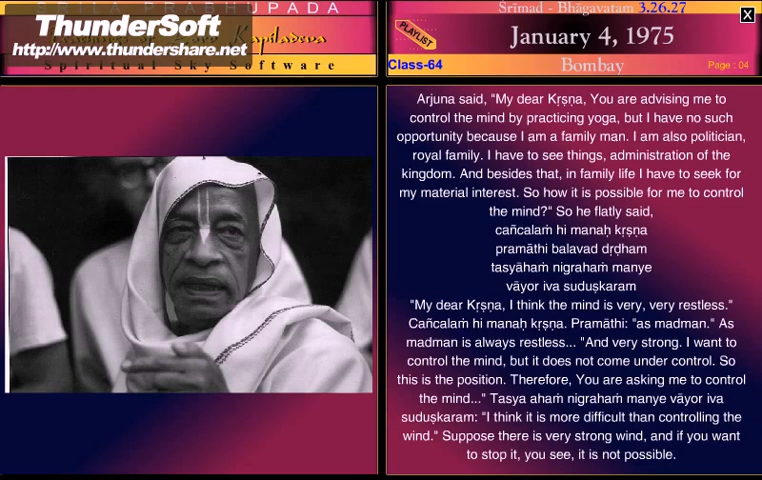 SRILA PRABHUPADA
ThunderSoft
http://www.thundershare.net
Kapiladeva
Spiritual Sky Software
Śrīmad - Bhāgavatam 3.26.27
X
PLAYLIST
January 4, 1975
Class-64
Bombay
Page : 04
Arjuna said, "My dear Kṛṣṇa, You are advising me to
control the mind by practicing yoga, but I have no such
opportunity because I am a family man. I am also politician,
royal family. I have to see things, administration of the
kingdom. And besides that, in family life I have to seek for
my material interest. So how it is possible for me to control
the mind?" So he flatly said,
cañcalaṁ hi manaḥ kṛṣṇa
pramāthi balavad dṛḍham
tasyāhaṁ nigrahaṁ manye
vāyor iva suduṣkaram
"My dear Kṛṣṇa, I think the mind is very, very restless."
Cañcalaṁ hi manaḥ kṛṣṇa. Pramāthi: "as madman." As
madman is always restless... "And very strong. I want to
control the mind, but it does not come under control. So
this is the position. Therefore, You are asking me to control
the mind..." Tasya ahaṁ nigrahaṁ manye vāyor iva
suduṣkaram: "I think it is more difficult than controlling the
wind." Suppose there is very strong wind, and if you want
to stop it, you see, it is not possible.